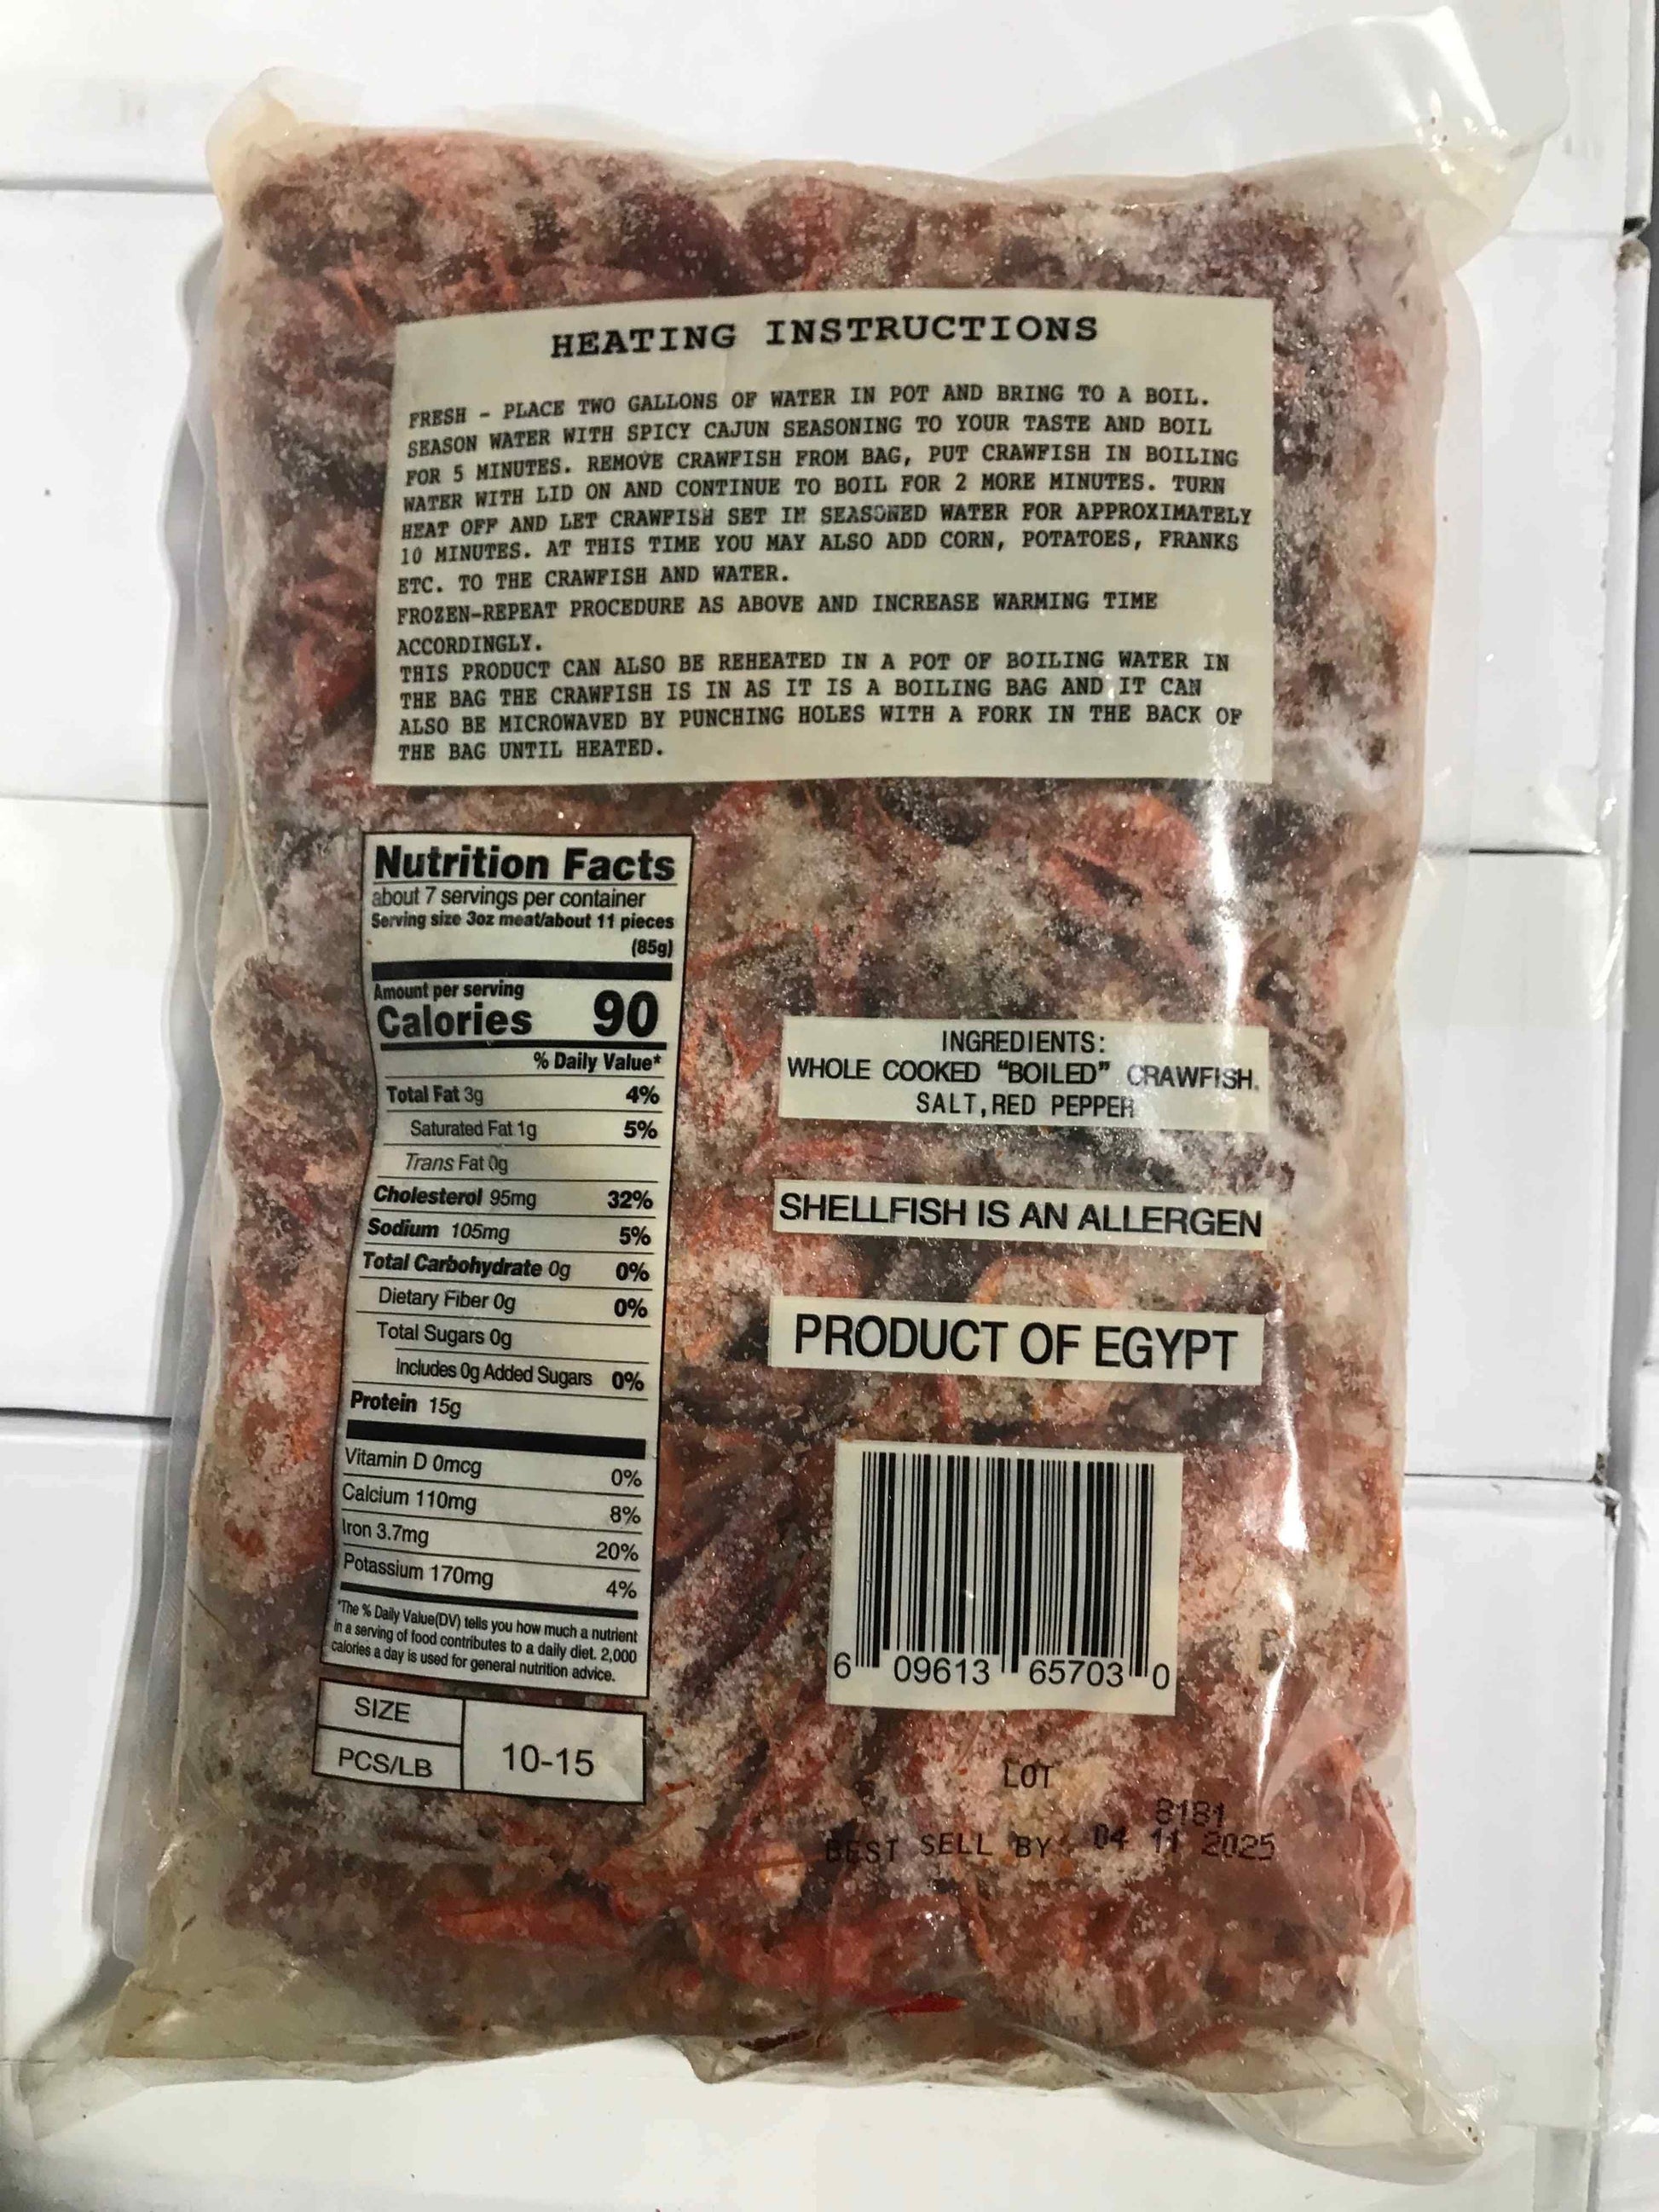 HEATING INSTRUCTIONS
FRESH - PLACE TWO GALLONS OF WATER IN POT AND BRING TO A BOIL.
SEASON WATER WITH SPICY CAJUN SEASONING TO YOUR TASTE AND BOIL
FOR 5 MINUTES. REMOVE CRAWFISH FROM BAG, PUT CRAWFISH IN BOILING
WATER WITH LID ON AND CONTINUE TO BOIL FOR 2 MORE MINUTES. TURN
HEAT OFF AND LET CRAWFISH SET IN SEASONED WATER FOR APPROXIMATELY
10 MINUTES. AT THIS TIME YOU MAY ALSO ADD CORN, POTATOES, FRANKS
ETC. TO THE CRAWFISH AND WATER.
FROZEN-REPEAT PROCEDURE AS ABOVE AND INCREASE WARMING TIME
ACCORDINGLY.
THIS PRODUCT CAN ALSO BE REHEATED IN A POT OF BOILING WATER IN
THE BAG THE CRAWFISH IS IN AS IT IS A BOILING BAG AND IT CAN
ALSO BE MICROWAVED BY PUNCHING HOLES WITH A FORK IN THE BACK OF
THE BAG UNTIL HEATED.
Nutrition Facts
about 7 servings per container
Serving size 3oz meat/about 11 pieces
(85g)
Amount per serving
Calories 90
% Daily Value*
Total Fat 3g 4%
Saturated Fat 1g 5%
Trans Fat 0g
Cholesterol 95mg 32%
Sodium 105mg 5%
Total Carbohydrate 0g 0%
Dietary Fiber 0g 0%
Total Sugars 0g
Includes 0g Added Sugars 0%
Protein 15g
Vitamin D 0mcg 0%
Calcium 110mg 8%
Iron 3.7mg 20%
Potassium 170mg 4%
*The % Daily Value(DV) tells you how much a nutrient
in a serving of food contributes to a daily diet. 2,000
calories a day is used for general nutrition advice.
SIZE
PCS/LB
10-15
INGREDIENTS:
WHOLE COOKED “BOILED” CRAWFISH.
SALT,RED PEPPER
SHELLFISH IS AN ALLERGEN
PRODUCT OF EGYPT
6 09613 65703 0
LOT
8181
BEST SELL BY 04 11 2025